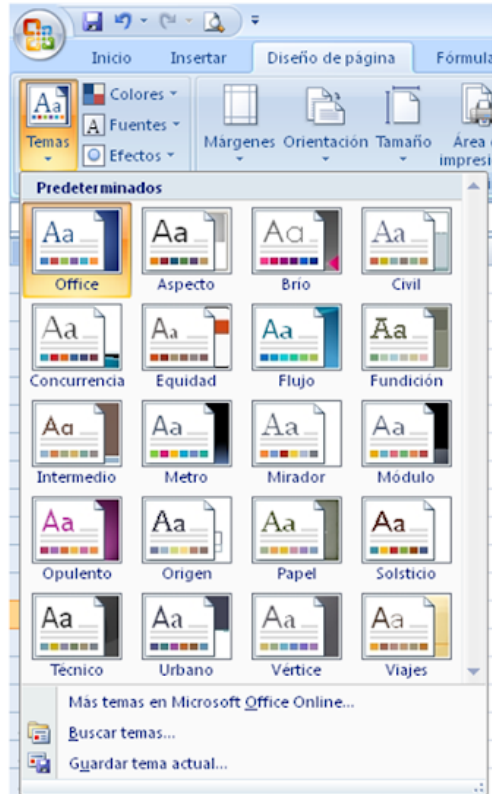 Inicio Insertar Diseño de página Fórmula
Temas
Colores
Fuentes
Efectos
Márgenes Orientación Tamaño
Área
impresi
Predeterminados
Aa Aa Aa Aa
Office Aspecto Brío Civil
Aa Aa Aa Aa
Concurrencia Equidad Flujo Fundición
Aa Aa Aa Aa
Intermedio Metro Mirador Módulo
Aa Aa Aa Aa
Opulento Origen Papel Solsticio
Aa Aa Aa Aa
Técnico Urbano Vértice Viajes
Más temas en Microsoft Office Online...
Buscar temas...
Guardar tema actual...